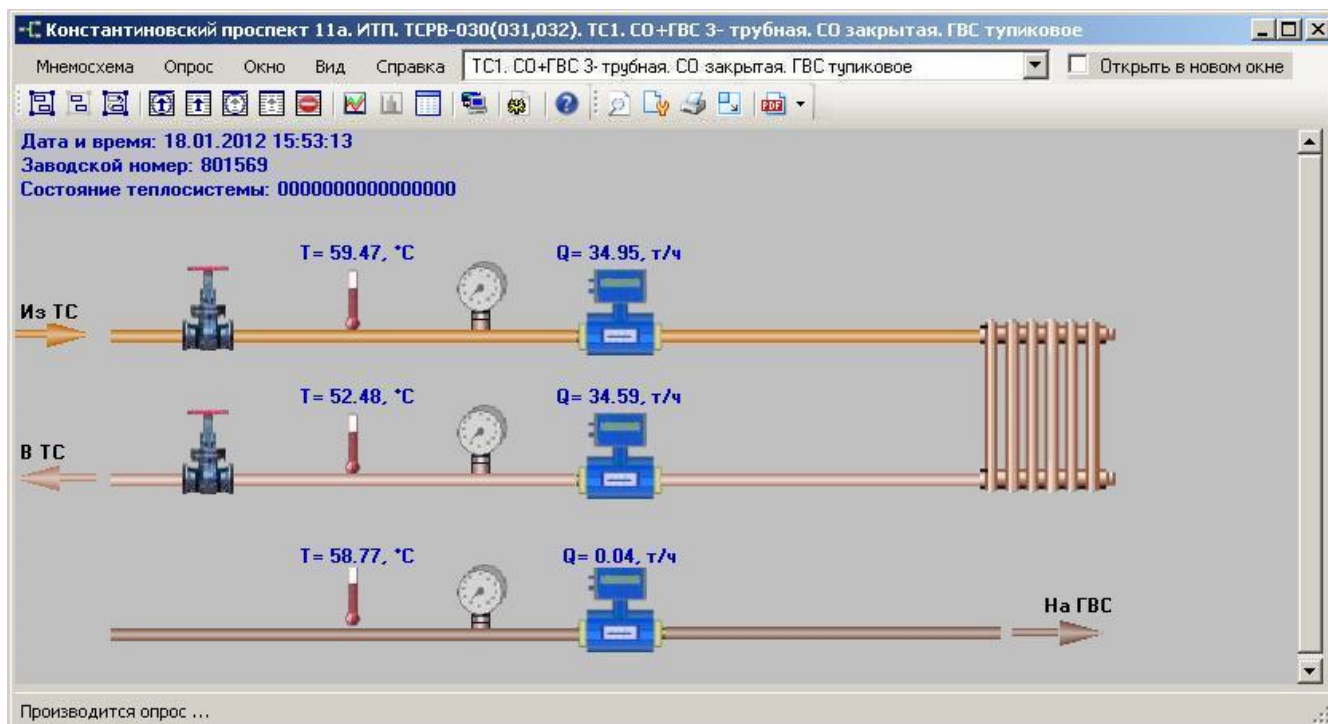 Константиновский проспект 11а. ИТП. ТСРВ-030(031,032). ТС1. СО+ГВС 3- трубная. СО закрытая. ГВС тупиковое
Мнемосхема Опрос Окно Вид Справка ТС1. СО+ГВС 3- трубная. СО закрытая. ГВС тупиковое Открыть в новом окне
PDF
Дата и время: 18.01.2012 15:53:13
Заводской номер: 801569
Состояние теплосистемы: 0000000000000000
T= 59.47, °C Q= 34.95, т/ч
Из ТС
T= 52.48, °C Q= 34.59, т/ч
В ТС
T= 58.77, °C Q= 0.04, т/ч
На ГВС
Производится опрос ...